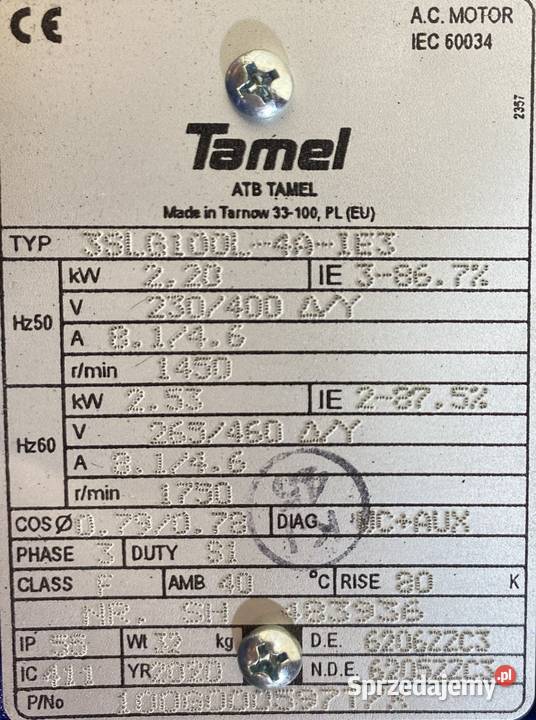 CE
A.C. MOTOR
IEC 60034
2357
Tamel
ATB TAMEL
Made in Tarnow 33-100, PL (EU)
TYP 3SLG100L-4A-IE3
Hz50
kW 2.20 IE 3-86.7%
V 230/400 Δ/Y
A 8.1/4.6
r/min 1450
Hz60
kW 2.53 IE 2-87.5%
V 265/460 Δ/Y
A 8.1/4.6
r/min 1750
COS Ø 0.79/0.78 DIAG. WC+AUX
PHASE 3 DUTY S1
CLASS F AMB 40 °C RISE 80 K
NR. SH 483936
IP 55 Wt 32 kg D.E. 6206ZZC3
IC 411 YR 2020 N.D.E. 6206ZZC3
P/No
Sprzedajemy.pl